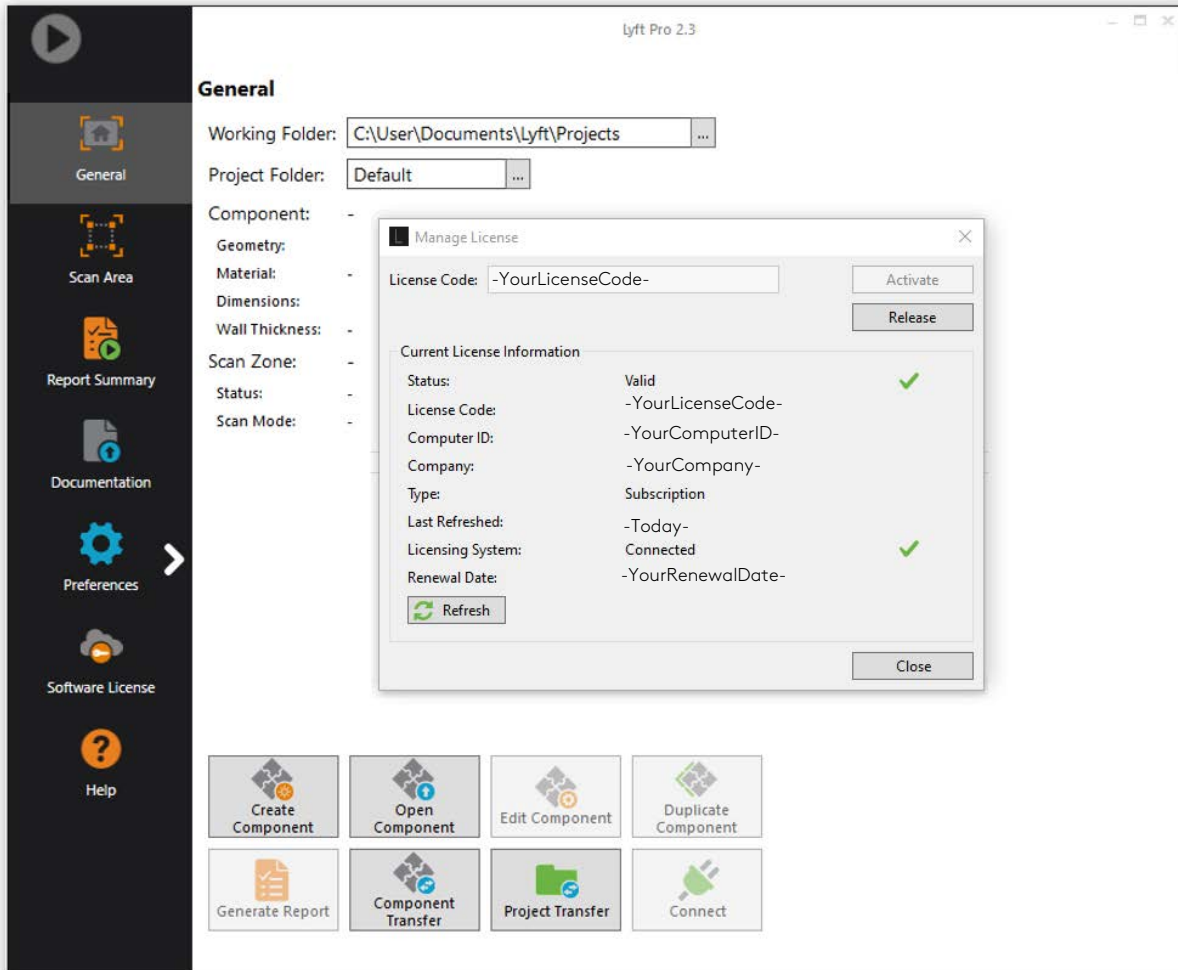 Lyft Pro 2.3
General
Working Folder: C:\User\Documents\Lyft\Projects ...
Project Folder: Default ...
Component: -
Geometry:
Material: -
Dimensions:
Wall Thickness: -
Scan Zone: -
Status: -
Scan Mode: -
General
Scan Area
Report Summary
Documentation
Preferences
Software License
? 
Help
L Manage License
License Code: -YourLicenseCode- Activate
Release
Current License Information
Status: Valid
License Code: -YourLicenseCode-
Computer ID: -YourComputerID-
Company: -YourCompany-
Type: Subscription
Last Refreshed: -Today-
Licensing System: Connected
Renewal Date: -YourRenewalDate-
Refresh
Close
Create
Component
Open
Component
Edit Component
Duplicate
Component
Generate Report
Component
Transfer
Project Transfer
Connect